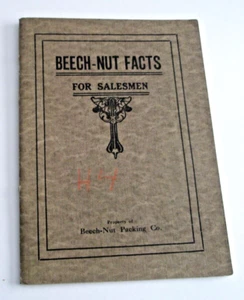 BEECH-NUT FACTS
FOR SALESMEN
Property of
Beech-Nut Packing Co.